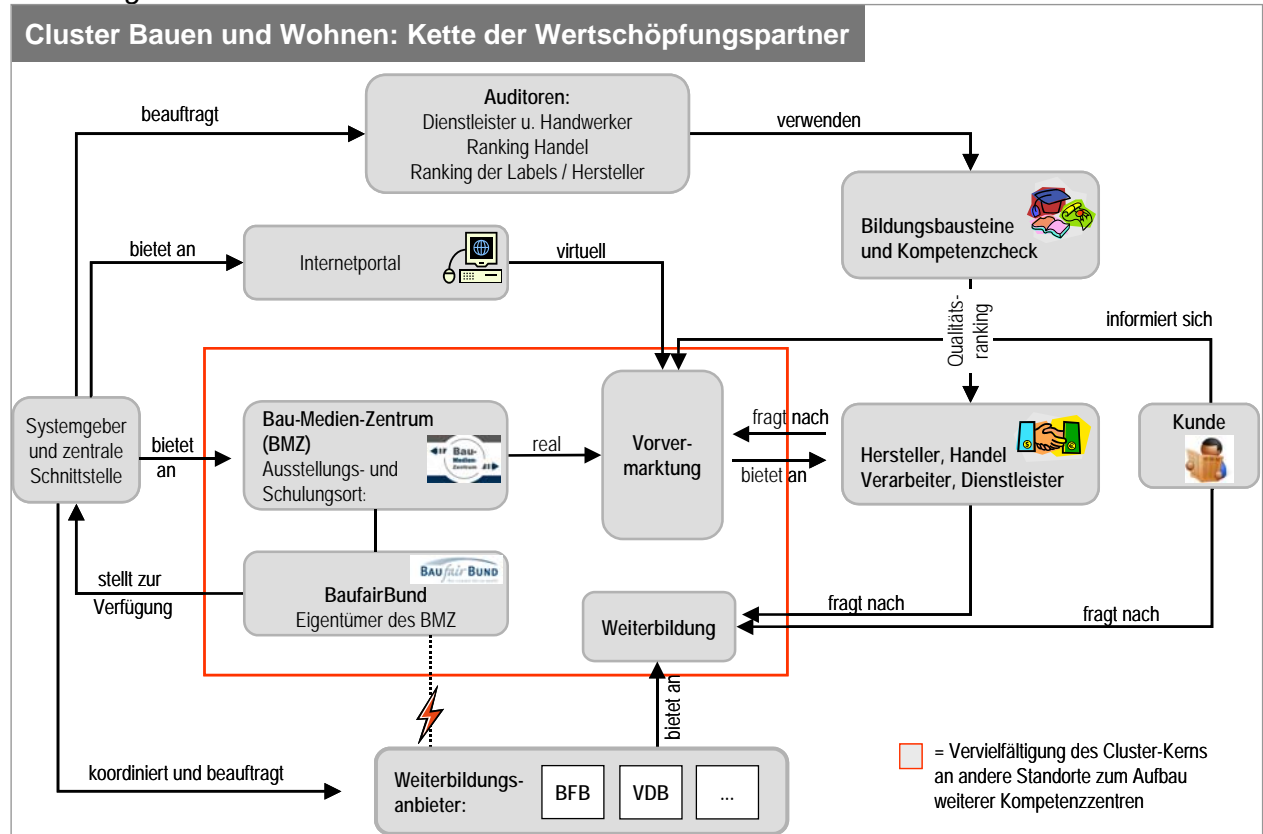 Cluster Bauen und Wohnen: Kette der Wertschöpfungspartner
beauftragt
Auditoren:
Dienstleister u. Handwerker
Ranking Handel
Ranking der Labels / Hersteller
verwenden
Bildungsbausteine
und Kompetenzcheck
bietet an
Internetportal
virtuell
Qualitäts-
ranking
informiert sich
Systemgeber
und zentrale
Schnittstelle
bietet
an
Bau-Medien-Zentrum
(BMZ)
Ausstellungs- und
Schulungsort:
Bau-
Medien-
Zentrum
real
Vorver-
marktung
fragt nach
bietet an
Hersteller, Handel
Verarbeiter, Dienstleister
Kunde
stellt zur
Verfügung
BAUfairBUND
BaufairBund
Eigentümer des BMZ
Weiterbildung
fragt nach
fragt nach
bietet an
koordiniert und beauftragt
Weiterbildungs-
anbieter:
BFB
VDB
...
= Vervielfältigung des Cluster-Kerns
an andere Standorte zum Aufbau
weiterer Kompetenzzentren